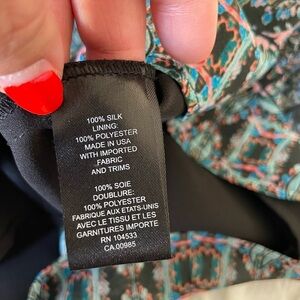 100% SILK
LINING:
100% POLYESTER
MADE IN USA
WITH IMPORTED
FABRIC
AND TRIMS
100% SOIE
DOUBLURE:
100% POLYESTER
FABRIQUE AUX ETATS-UNIS
AVEC LE TISSU ET LES
GARNITURES IMPORTE
RN 104533
CA.00985